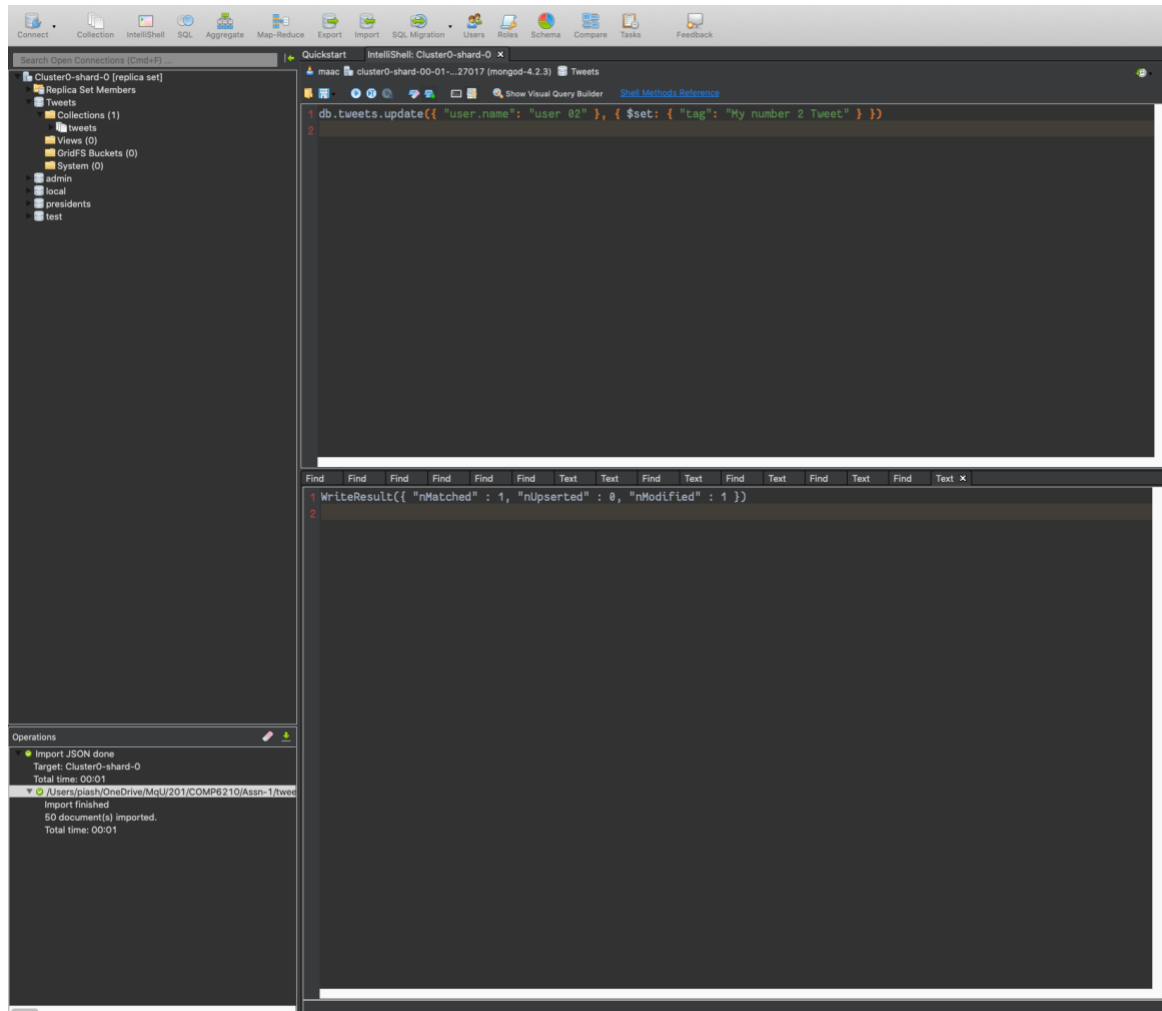 Connect Collection IntelliShell SQL Aggregate Map-Reduce Export Import SQL Migration Users Roles Schema Compare Tasks Feedback
Search Open Connections (Cmd+F) ...
Cluster0-shard-0 [replica set]
Replica Set Members
Tweets
Collections (1)
tweets
Views (0)
GridFS Buckets (0)
System (0)
admin
local
presidents
test
Quickstart IntelliShell: Cluster0-shard-0
maac cluster0-shard-00-01-...27017 (mongod-4.2.3) Tweets
Show Visual Query Builder Shell Methods Reference
1 db.tweets.update({ "user.name": "user 02" }, { $set: { "tag": "My number 2 Tweet" } })
2
Find Find Find Find Find Find Text Text Find Text Find Text Find Text Find Text
1 WriteResult({ "nMatched" : 1, "nUpserted" : 0, "nModified" : 1 })
2
Operations
Import JSON done
Target: Cluster0-shard-0
Total time: 00:01
/Users/piash/OneDrive/MqU/201/COMP6210/Assn-1/twee
Import finished
50 document(s) imported.
Total time: 00:01